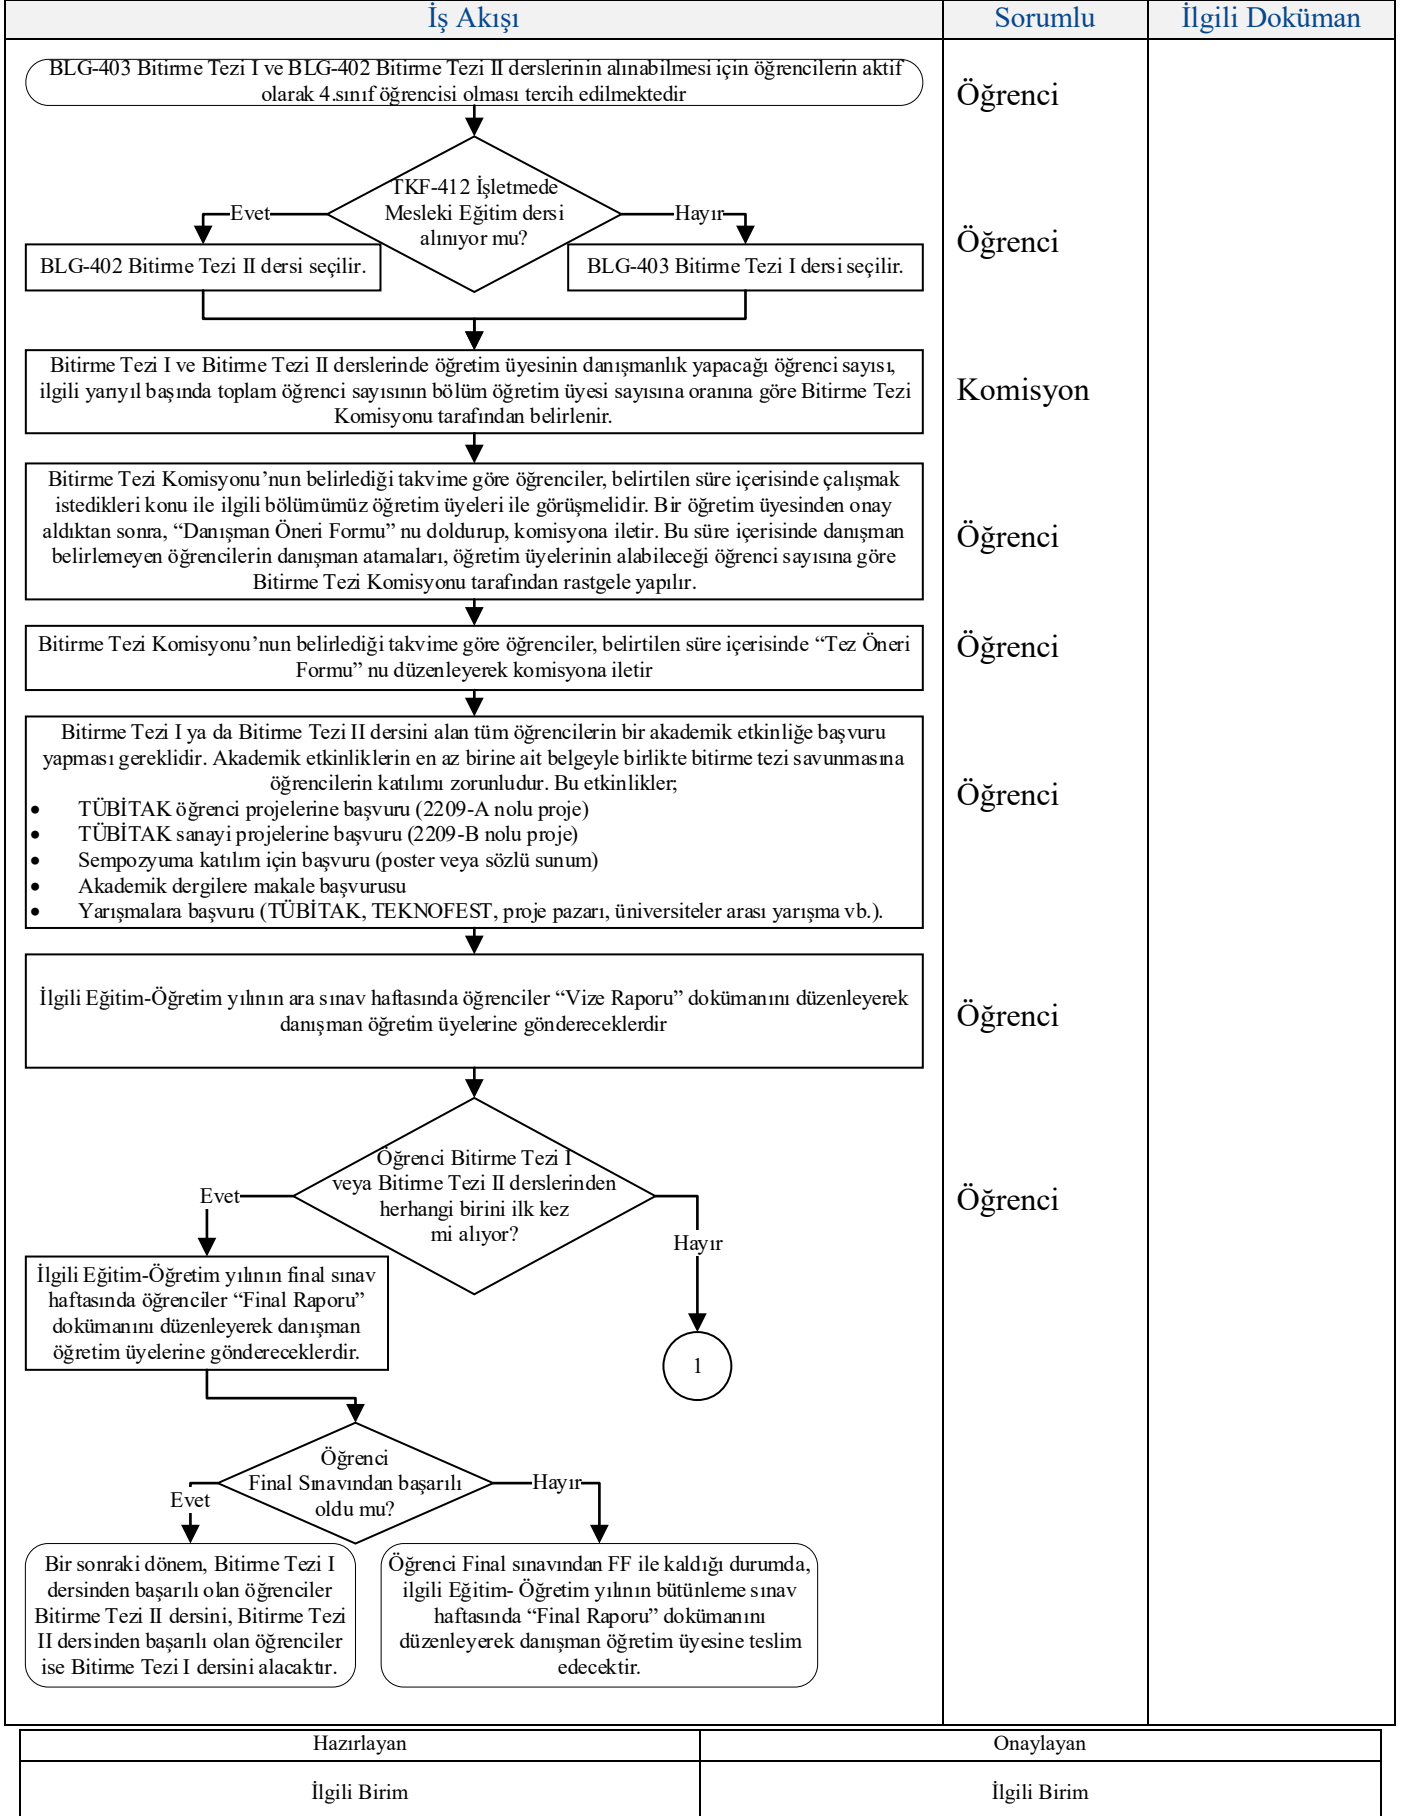 İş Akışı
Sorumlu
İlgili Doküman
BLG-403 Bitirme Tezi I ve BLG-402 Bitirme Tezi II derslerinin alınabilmesi için öğrencilerin aktif
olarak 4.sınıf öğrencisi olması tercih edilmektedir
Öğrenci
TKF-412 İşletmede
Mesleki Eğitim dersi
alınıyor mu?
Evet
Hayır
Öğrenci
BLG-402 Bitirme Tezi II dersi seçilir.
BLG-403 Bitirme Tezi I dersi seçilir.
Bitirme Tezi I ve Bitirme Tezi II derslerinde öğretim üyesinin danışmanlık yapacağı öğrenci sayısı,
ilgili yarıyıl başında toplam öğrenci sayısının bölüm öğretim üyesi sayısına oranına göre Bitirme Tezi
Komisyonu tarafından belirlenir.
Komisyon
Bitirme Tezi Komisyonu’nun belirlediği takvime göre öğrenciler, belirtilen süre içerisinde çalışmak
istedikleri konu ile ilgili bölümümüz öğretim üyeleri ile görüşmelidir. Bir öğretim üyesinden onay
aldıktan sonra, “Danışman Öneri Formu” nu doldurup, komisyona iletir. Bu süre içerisinde danışman
belirlemeyen öğrencilerin danışman atamaları, öğretim üyelerinin alabileceği öğrenci sayısına göre
Bitirme Tezi Komisyonu tarafından rastgele yapılır.
Öğrenci
Bitirme Tezi Komisyonu’nun belirlediği takvime göre öğrenciler, belirtilen süre içerisinde “Tez Öneri
Formu” nu düzenleyerek komisyona iletir
Öğrenci
Bitirme Tezi I ya da Bitirme Tezi II dersini alan tüm öğrencilerin bir akademik etkinliğe başvuru
yapması gereklidir. Akademik etkinliklerin en az birine ait belgeyle birlikte bitirme tezi savunmasına
öğrencilerin katılımı zorunludur. Bu etkinlikler;
• TÜBİTAK öğrenci projelerine başvuru (2209-A nolu proje)
• TÜBİTAK sanayi projelerine başvuru (2209-B nolu proje)
• Sempozyuma katılım için başvuru (poster veya sözlü sunum)
• Akademik dergilere makale başvurusu
• Yarışmalara başvuru (TÜBİTAK, TEKNOFEST, proje pazarı, üniversiteler arası yarışma vb.).
Öğrenci
İlgili Eğitim-Öğretim yılının ara sınav haftasında öğrenciler “Vize Raporu” dokümanını düzenleyerek
danışman öğretim üyelerine göndereceklerdir
Öğrenci
Öğrenci Bitirme Tezi I
veya Bitirme Tezi II derslerinden
herhangi birini ilk kez
mi alıyor?
Evet
Hayır
Öğrenci
İlgili Eğitim-Öğretim yılının final sınav
haftasında öğrenciler “Final Raporu”
dokümanını düzenleyerek danışman
öğretim üyelerine göndereceklerdir.
1
Öğrenci
Final Sınavından başarılı
oldu mu?
Evet
Hayır
Bir sonraki dönem, Bitirme Tezi I
dersinden başarılı olan öğrenciler
Bitirme Tezi II dersini, Bitirme Tezi
II dersinden başarılı olan öğrenciler
ise Bitirme Tezi I dersini alacaktır.
Öğrenci Final sınavından FF ile kaldığı durumda,
ilgili Eğitim- Öğretim yılının bütünleme sınav
haftasında “Final Raporu” dokümanını
düzenleyerek danışman öğretim üyesine teslim
edecektir.
Hazırlayan
Onaylayan
İlgili Birim
İlgili Birim